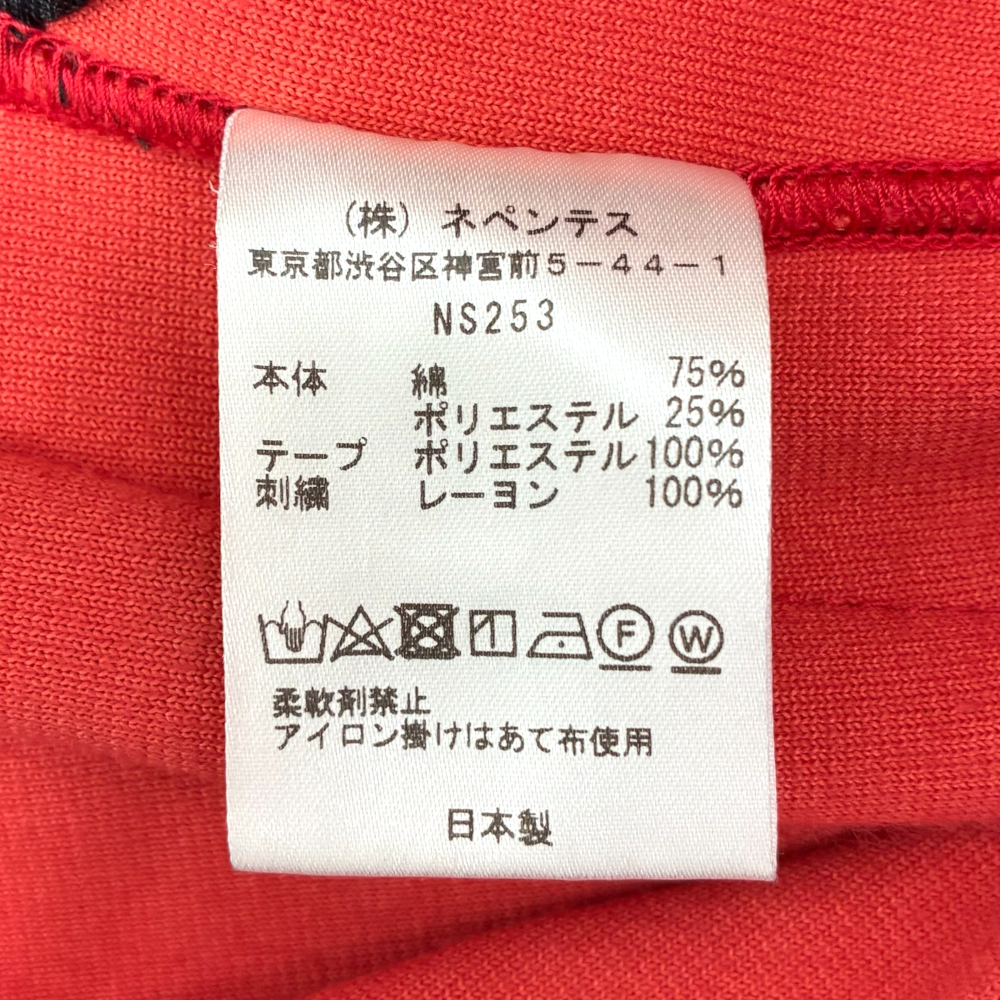 (株) ネペンテス
東京都渋谷区神宮前5-44-1
NS253
本体 綿 75%
ポリエステル 25%
テープ ポリエステル 100%
刺繍 レーヨン 100%
F W
柔軟剤禁止
アイロン掛けはあて布使用
日本製